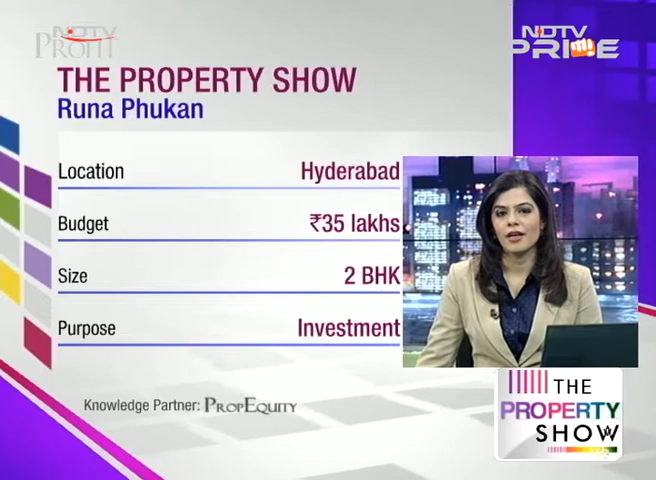 NDTV
PROFIT
NDTV
PRIME
THE PROPERTY SHOW
Runa Phukan
Location Hyderabad
Budget ₹35 lakhs
Size 2 BHK
Purpose Investment
Knowledge Partner: PROPEQUITY
THE
PROPERTY
SHOW